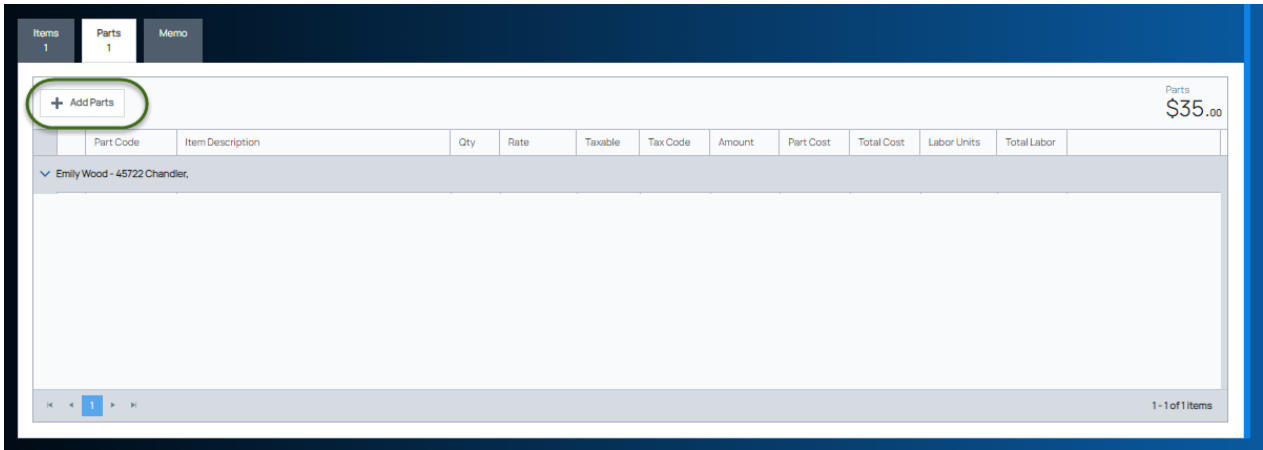 Items Parts Memo
1 1
Add Parts
Parts
$35.00
Part Code Item Description Qty Rate Taxable Tax Code Amount Part Cost Total Cost Labor Units Total Labor
Emily Wood - 45722 Chandler,
1
1 - 1 of 1 items